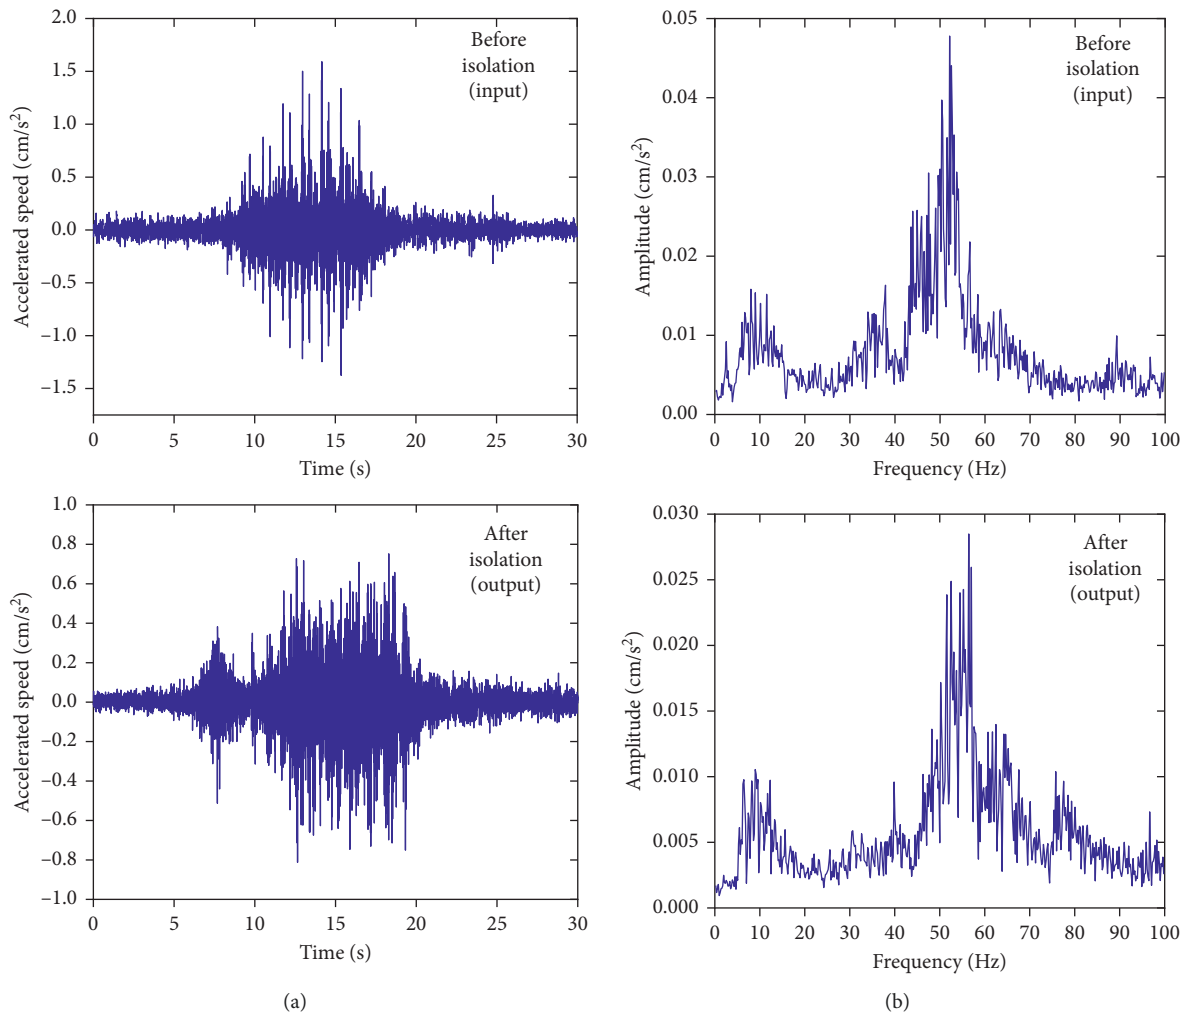 2.0
1.5
1.0
0.5
0.0
–0.5
–1.0
–1.5
Accelerated speed (cm/s²)
Before
isolation
(input)
0 5 10 15 20 25 30
Time (s)
0.05
0.04
0.03
0.02
0.01
0.00
Amplitude (cm/s²)
Before
isolation
(input)
0 10 20 30 40 50 60 70 80 90 100
Frequency (Hz)
1.0
0.8
0.6
0.4
0.2
0.0
–0.2
–0.4
–0.6
–0.8
–1.0
Accelerated speed (cm/s²)
After
isolation
(output)
0 5 10 15 20 25 30
Time (s)
(a)
0.030
0.025
0.020
0.015
0.010
0.005
0.000
Amplitude (cm/s²)
After
isolation
(output)
0 10 20 30 40 50 60 70 80 90 100
Frequency (Hz)
(b)